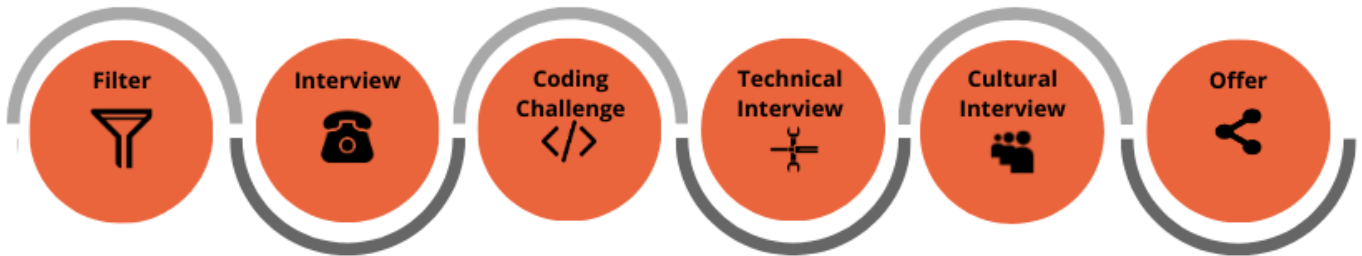 Filter
Interview
Coding
Challenge
</>
Technical
Interview
Cultural
Interview
Offer